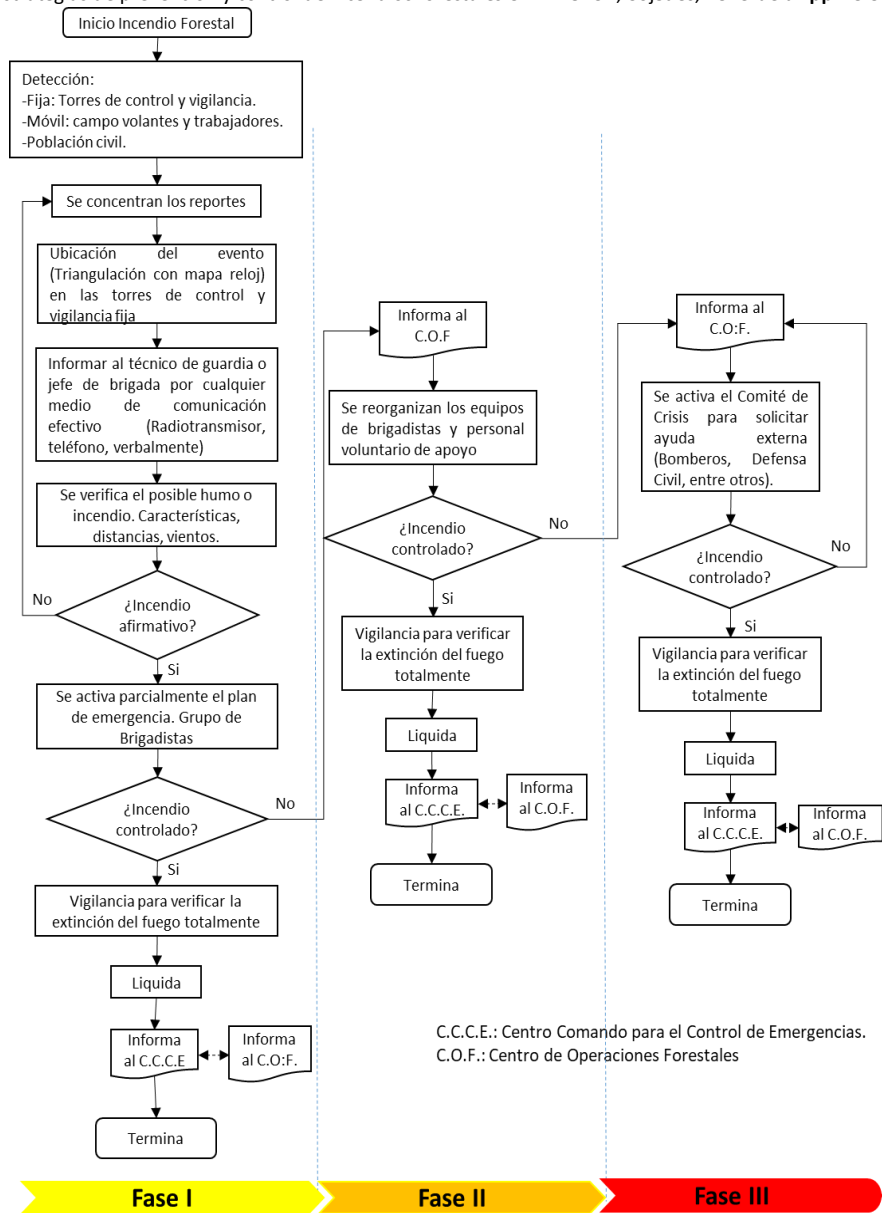 Inicio Incendio Forestal
Detección:
-Fija: Torres de control y vigilancia.
-Móvil: campo volantes y trabajadores.
-Población civil.
Se concentran los reportes
Ubicación del evento
(Triangulación con mapa reloj)
en las torres de control y
vigilancia fija
Informar al técnico de guardia o
jefe de brigada por cualquier
medio de comunicación
efectivo (Radiotransmisor,
teléfono, verbalmente)
Se verifica el posible humo o
incendio. Características,
distancias, vientos.
No
¿Incendio
afirmativo?
Si
Se activa parcialmente el plan
de emergencia. Grupo de
Brigadistas
¿Incendio
controlado?
No
Si
Vigilancia para verificar la
extinción del fuego totalmente
Liquida
Informa
al C.C.C.E
Informa
al C.O:F.
Termina
Informa al
C.O.F
Se reorganizan los equipos
de brigadistas y personal
voluntario de apoyo
¿Incendio
controlado?
No
Si
Vigilancia para verificar
la extinción del fuego
totalmente
Liquida
Informa
al C.C.C.E.
Informa
al C.O.F.
Termina
Informa al
C.O:F.
Se activa el Comité de
Crisis para solicitar
ayuda externa
(Bomberos, Defensa
Civil, entre otros).
¿Incendio
controlado?
No
Si
Vigilancia para verificar
la extinción del fuego
totalmente
Liquida
Informa
al C.C.C.E.
Informa
al C.O.F.
Termina
C.C.C.E.: Centro Comando para el Control de Emergencias.
C.O.F.: Centro de Operaciones Forestales
Fase I
Fase II
Fase III